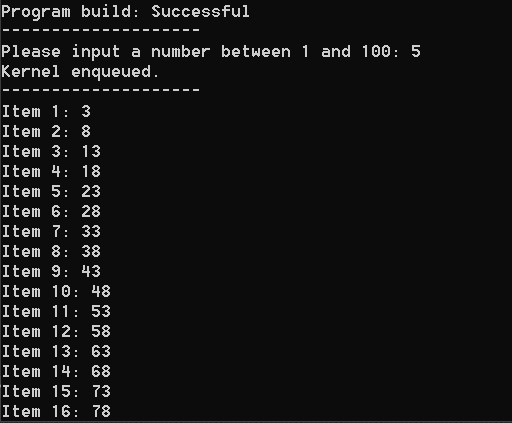 Program build: Successful
--------------------
Please input a number between 1 and 100: 5
Kernel enqueued.
--------------------
Item 1: 3
Item 2: 8
Item 3: 13
Item 4: 18
Item 5: 23
Item 6: 28
Item 7: 33
Item 8: 38
Item 9: 43
Item 10: 48
Item 11: 53
Item 12: 58
Item 13: 63
Item 14: 68
Item 15: 73
Item 16: 78